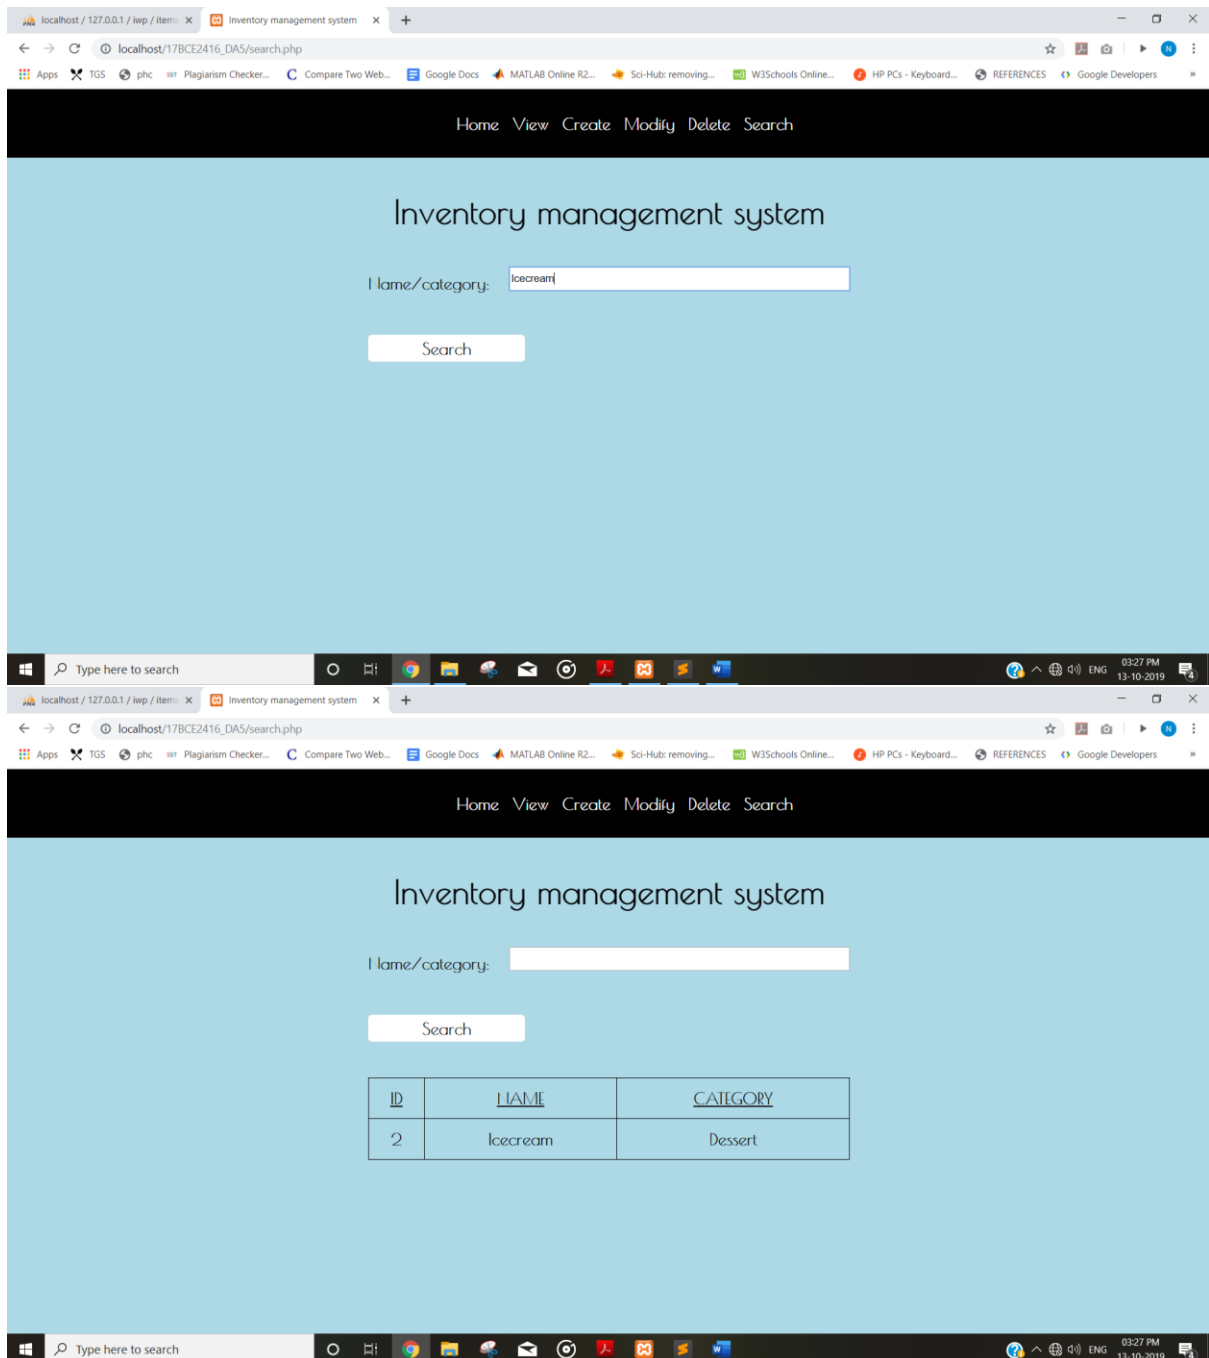 localhost / 127.0.0.1 / iwp / item
Inventory management system
localhost/17BCE2416_DA5/search.php
Apps TGS phc Plagiarism Checker... Compare Two Web... Google Docs MATLAB Online R2... Sci-Hub: removing... W3Schools Online... HP PCs - Keyboard... REFERENCES Google Developers »
Home View Create Modify Delete Search
Inventory management system
Name/category: Icecream
Search
Type here to search
ENG 03:27 PM
13-10-2019
localhost / 127.0.0.1 / iwp / item
Inventory management system
localhost/17BCE2416_DA5/search.php
Apps TGS phc Plagiarism Checker... Compare Two Web... Google Docs MATLAB Online R2... Sci-Hub: removing... W3Schools Online... HP PCs - Keyboard... REFERENCES Google Developers »
Home View Create Modify Delete Search
Inventory management system
Name/category:
Search
ID NAME CATEGORY
2 Icecream Dessert
Type here to search
ENG 03:27 PM
13-10-2019